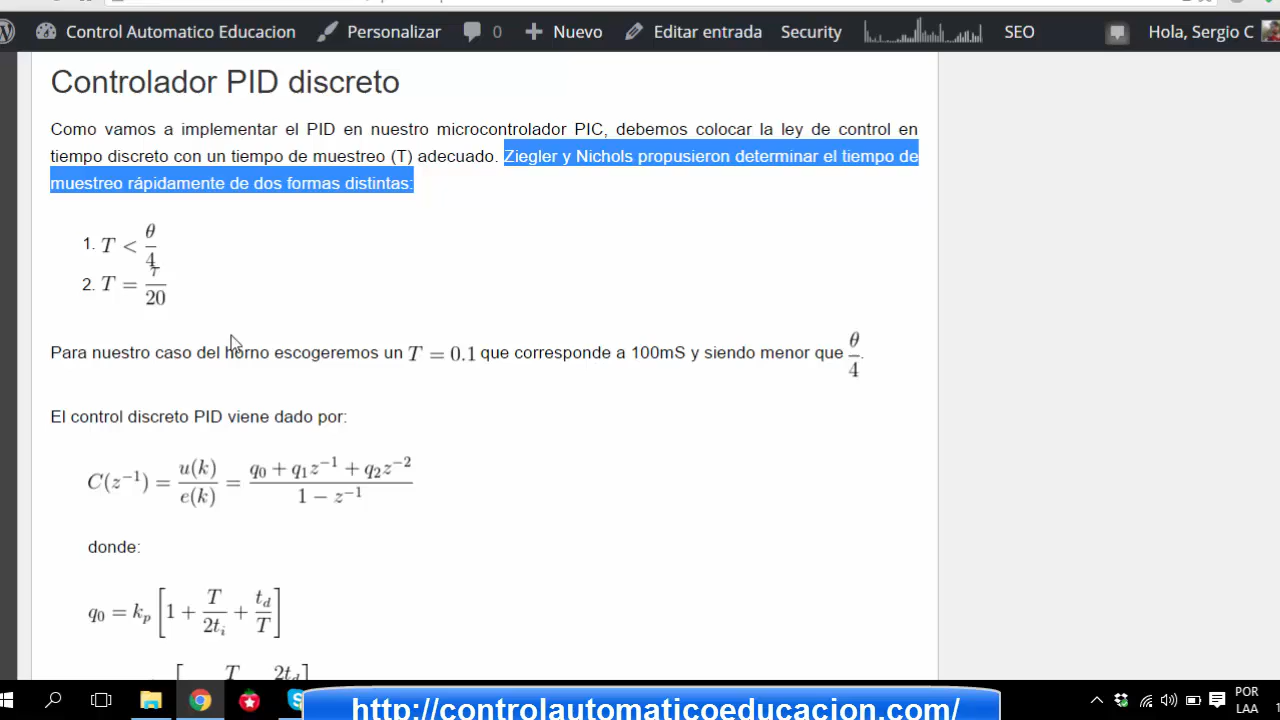 Control Automatico Educacion Personalizar 0 Nuevo Editar entrada Security SEO Hola, Sergio C
Controlador PID discreto
Como vamos a implementar el PID en nuestro microcontrolador PIC, debemos colocar la ley de control en
tiempo discreto con un tiempo de muestreo (T) adecuado. Ziegler y Nichols propusieron determinar el tiempo de
muestreo rápidamente de dos formas distintas:
1. T < θ/4
2. T = τ/20
Para nuestro caso del horno escogeremos un T = 0.1 que corresponde a 100mS y siendo menor que θ/4.
El control discreto PID viene dado por:
C(z⁻¹) = u(k)/e(k) = (q₀ + q₁z⁻¹ + q₂z⁻²)/(1 − z⁻¹)
donde:
q₀ = kₚ [1 + T/2tᵢ + t_d/T]
T 2t_d
POR
LAA
http://controlautomaticoeducacion.com/